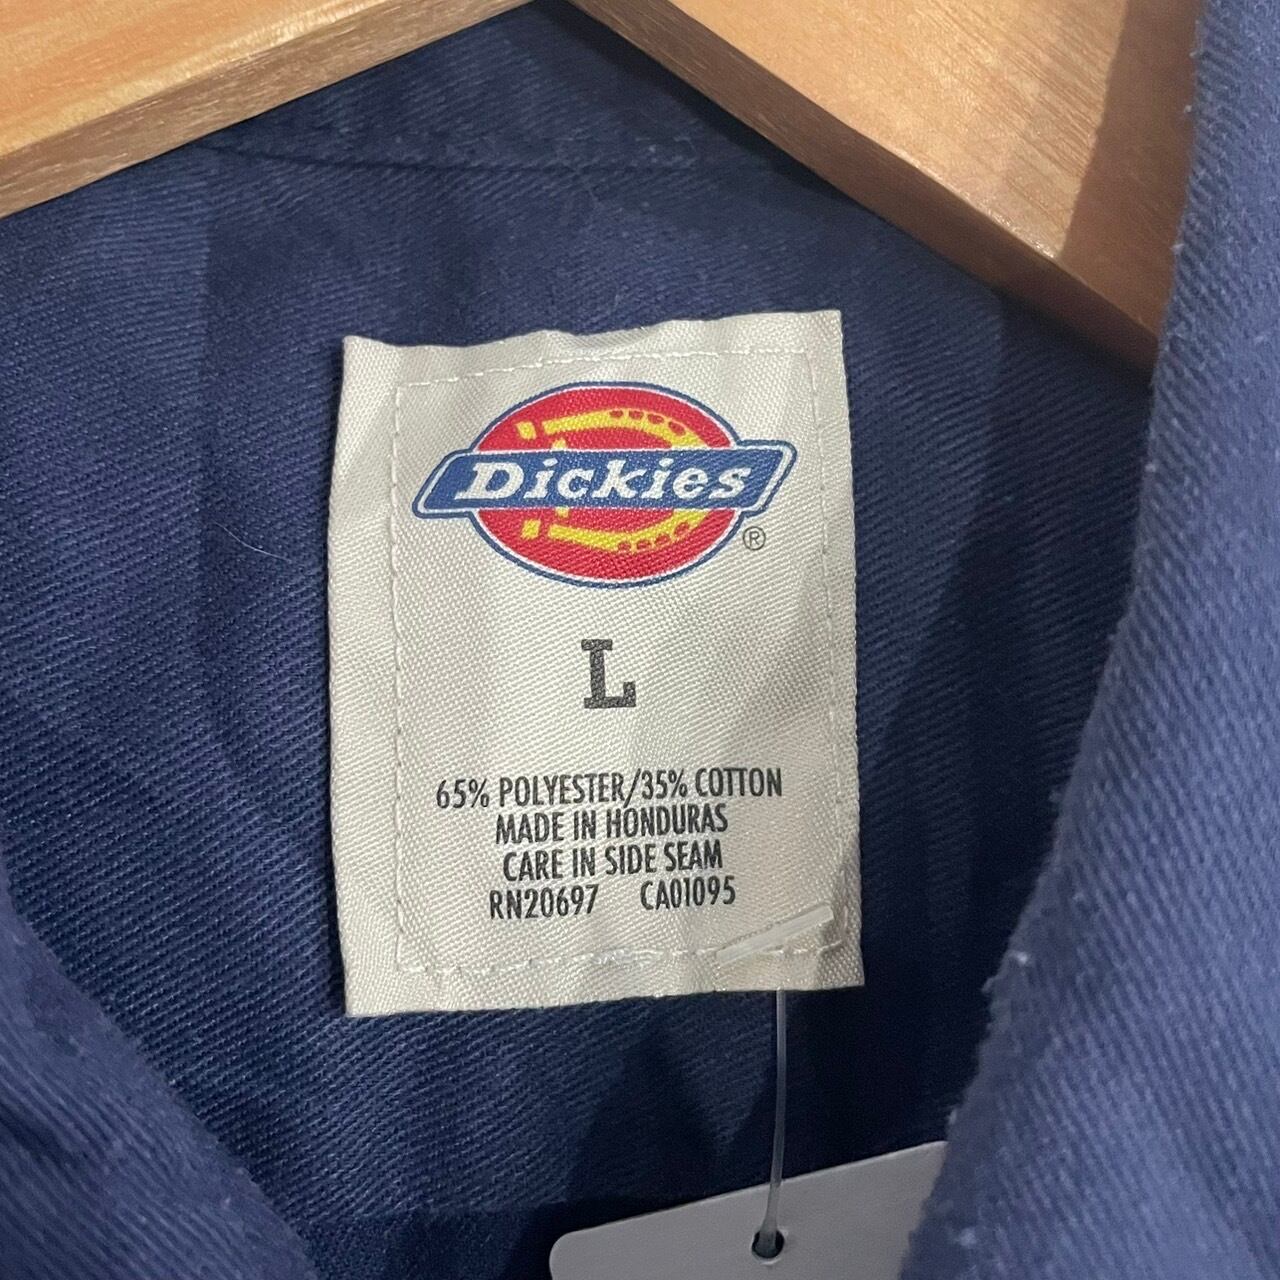 Dickies
®
L
65% POLYESTER/35% COTTON
MADE IN HONDURAS
CARE IN SIDE SEAM
RN20697 CA01095